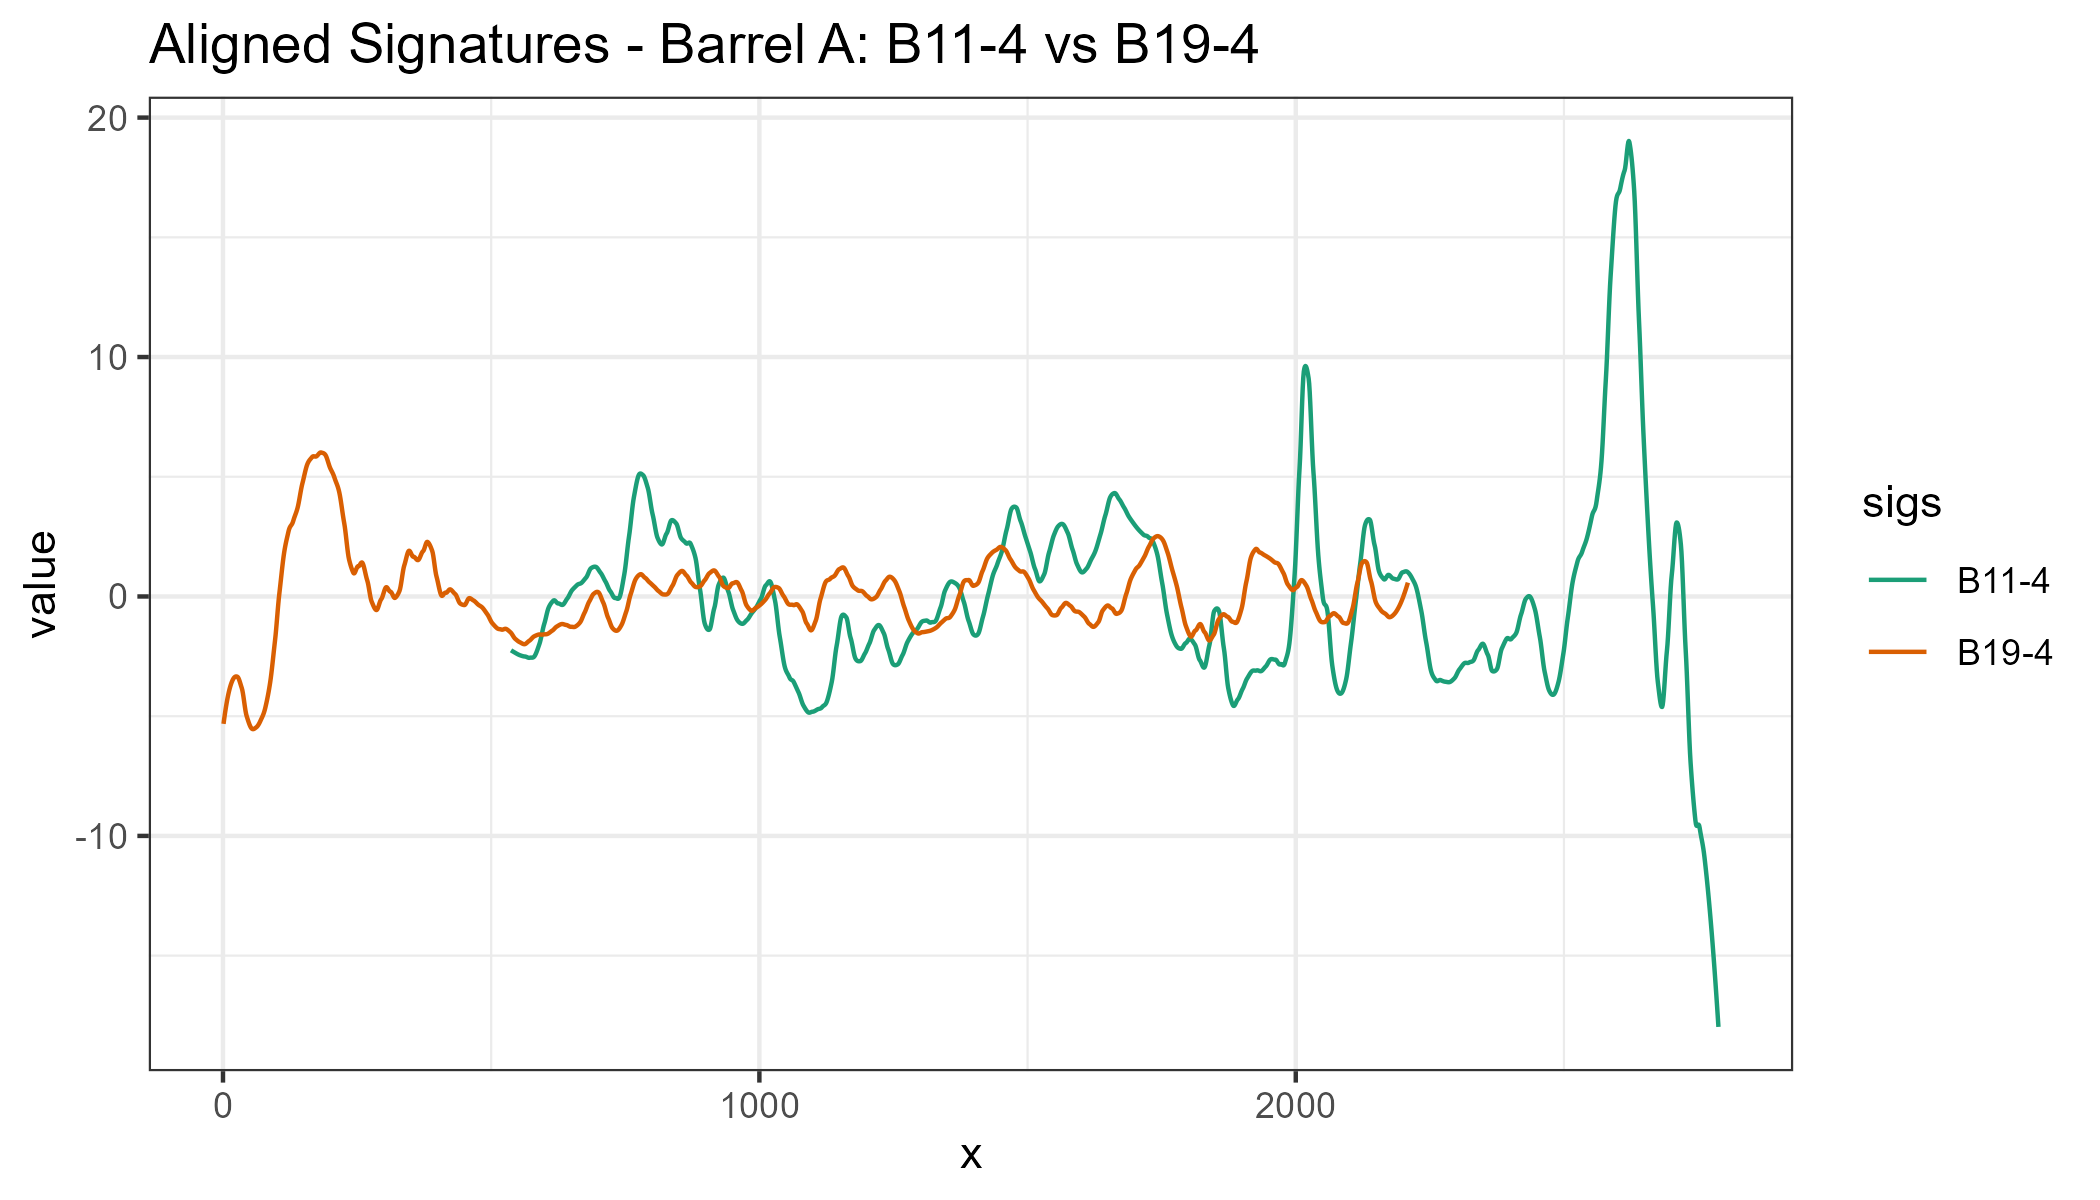 Aligned Signatures - Barrel A: B11-4 vs B19-4
20
10
0
-10
value
0
1000
2000
x
sigs
B11-4
B19-4